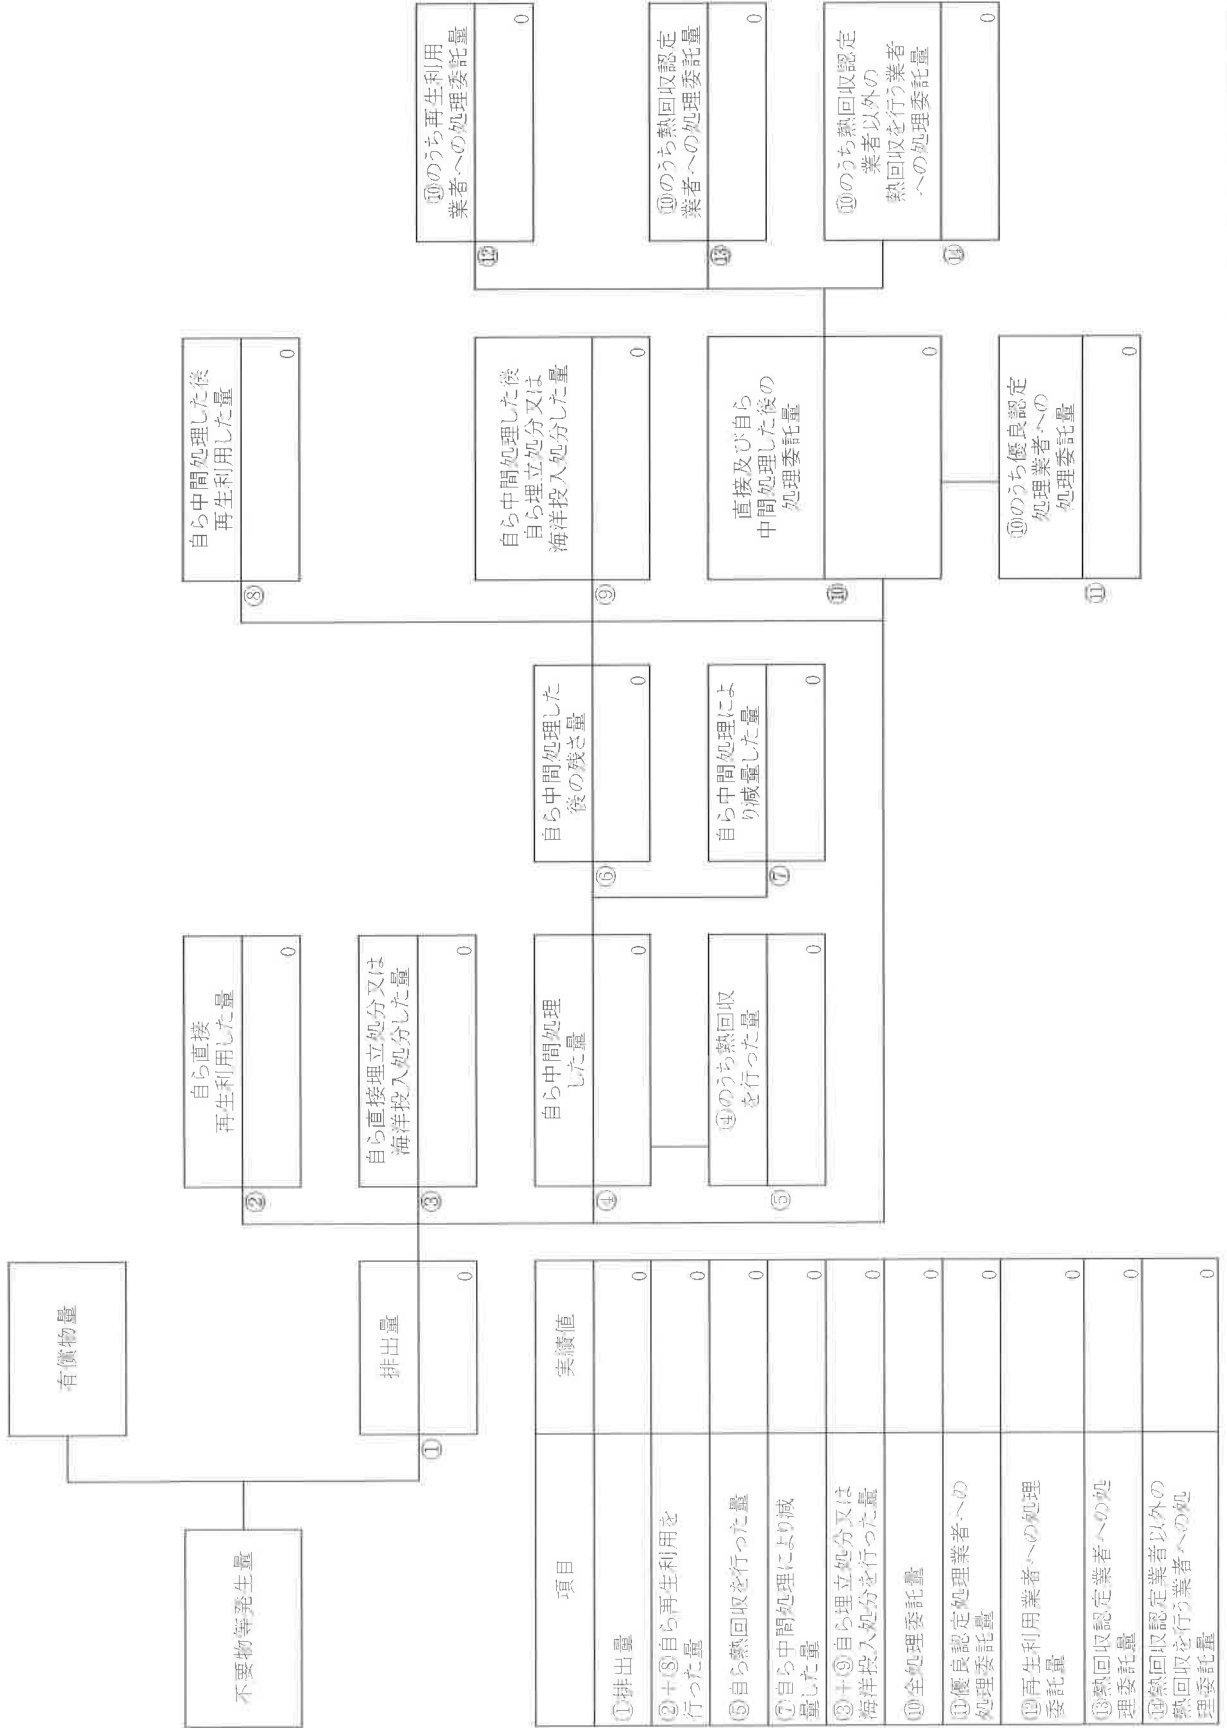 不要物等発生量
有償物量
①
排出量
0
②
自ら直接
再生利用した量
0
③
自ら直接埋立処分又は
海洋投入処分した量
0
④
自ら中間処理
した量
0
⑤
④のうち熱回収
を行った量
0
⑥
自ら中間処理した
後の残さ量
0
⑦
自ら中間処理によ
り減量した量
0
⑧
自ら中間処理した後
再生利用した量
0
⑨
自ら中間処理した後
自ら埋立処分又は
海洋投入処分した量
0
⑩
直接及び自ら
中間処理した後の
処理委託量
0
⑪
⑩のうち優良認定
処理業者への
処理委託量
0
⑫
⑩のうち再生利用
業者への処理委託量
0
⑬
⑩のうち熱回収認定
業者への処理委託量
0
⑭
⑩のうち熱回収認定
業者以外の
熱回収を行う業者
への処理委託量
0
項目
実績値
①排出量
0
②+⑧自ら再生利用を
行った量
0
⑤自ら熱回収を行った量
0
⑦自ら中間処理により減
量した量
0
③+⑨自ら埋立処分又は
海洋投入処分を行った量
0
⑩全処理委託量
0
⑪優良認定処理業者への
処理委託量
0
⑫再生利用業者への処理
委託量
0
⑬熱回収認定業者への処
理委託量
0
⑭熱回収認定業者以外の
熱回収を行う業者への処
理委託量
0